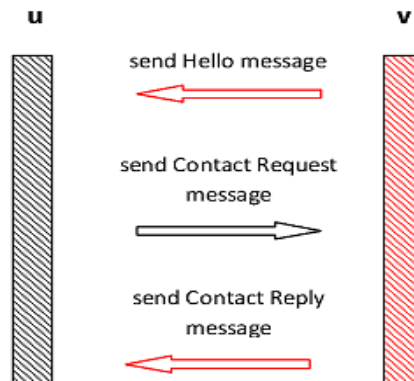 u v
send Hello message
send Contact Request
message
send Contact Reply
message